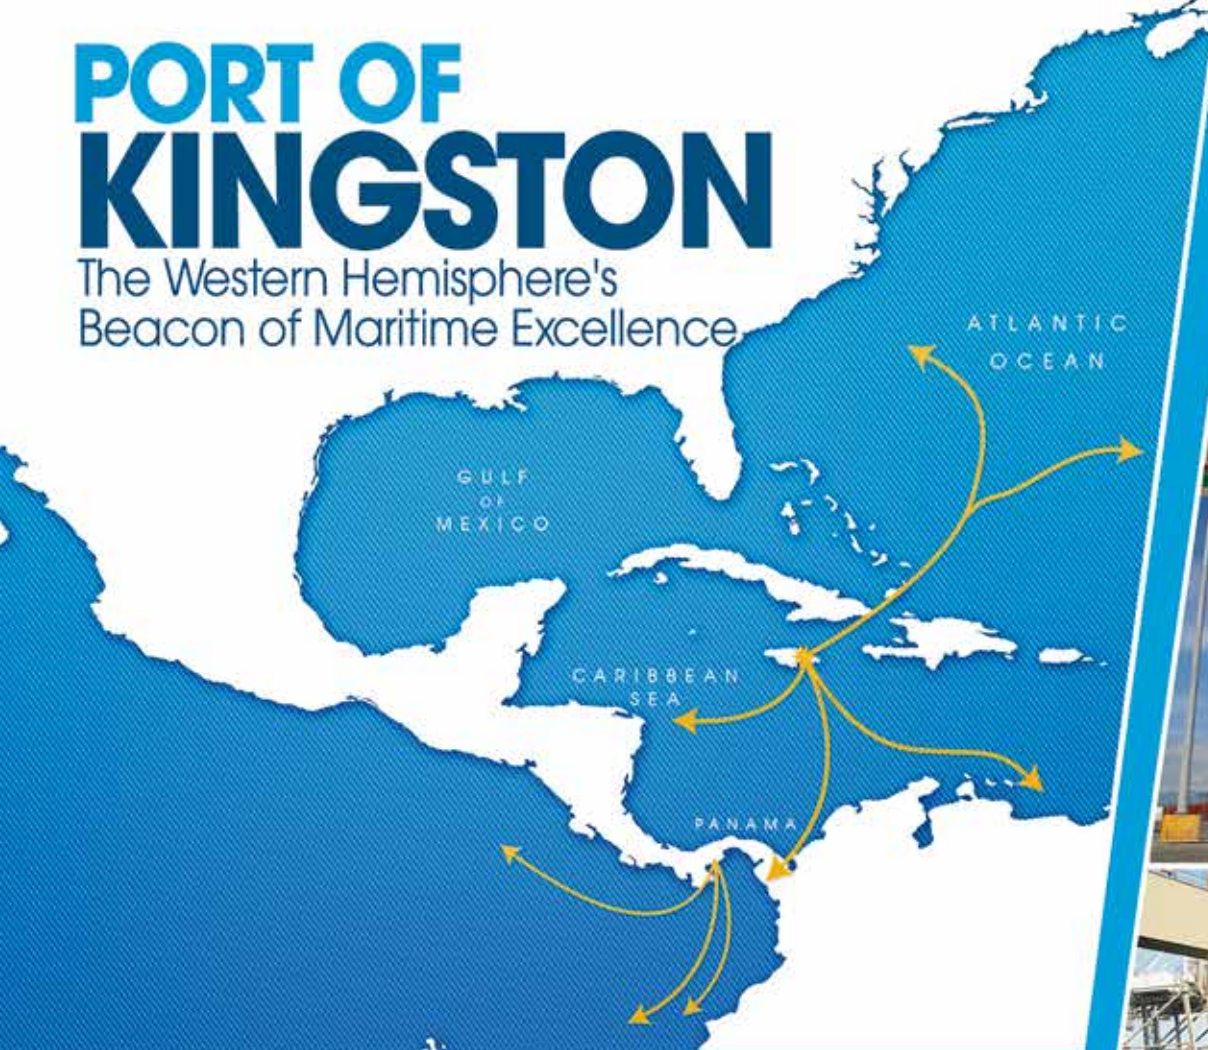 PORT OF
KINGSTON
The Western Hemisphere's
Beacon of Maritime Excellence
ATLANTIC
OCEAN
GULF
OF
MEXICO
CARIBBEAN
SEA
PANAMA